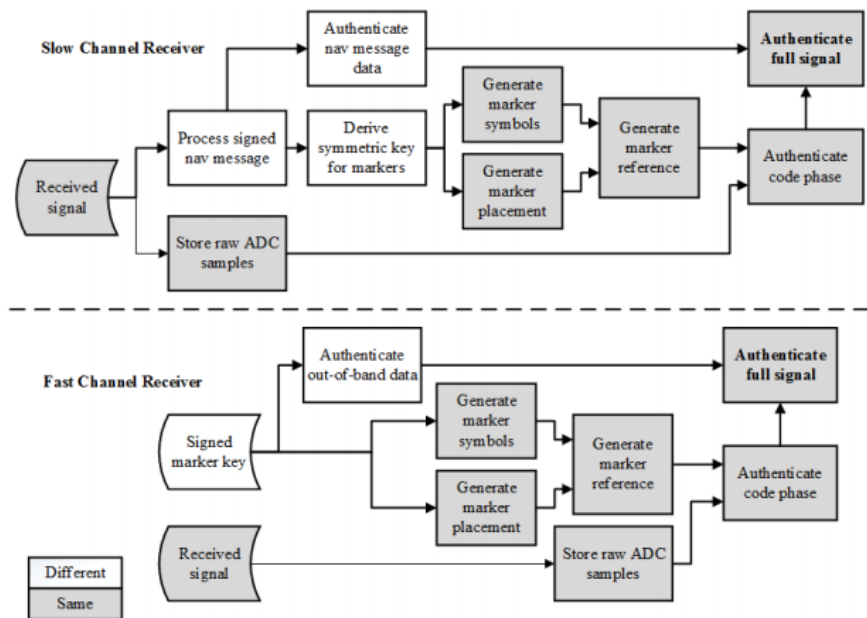 Slow Channel Receiver
Authenticate
nav message
data
Authenticate
full signal
Process signed
nav message
Derive
symmetric key
for markers
Generate
marker
symbols
Generate
marker
placement
Generate
marker
reference
Authenticate
code phase
Received
signal
Store raw ADC
samples
Fast Channel Receiver
Authenticate
out-of-band data
Authenticate
full signal
Signed
marker key
Generate
marker
symbols
Generate
marker
placement
Generate
marker
reference
Authenticate
code phase
Received
signal
Store raw ADC
samples
Different
Same